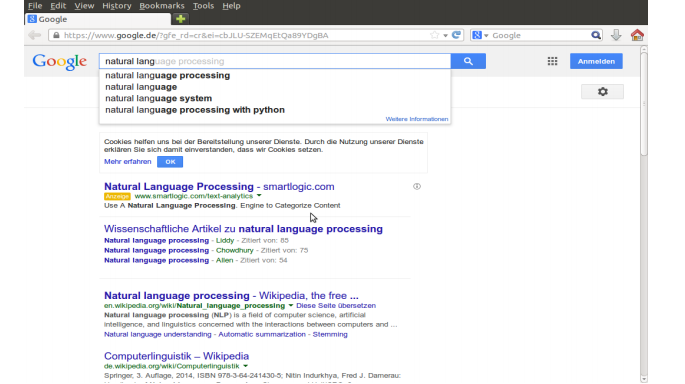 File Edit View History Bookmarks Tools Help
Google
https://www.google.de/?gfe_rd=cr&ei=cbJLU-SZEMqEtQa89YDgBA
Google
Google
natural language processing
Anmelden
natural language processing
natural language
natural language system
natural language processing with python
Weitere Informationen
Cookies helfen uns bei der Bereitstellung unserer Dienste. Durch die Nutzung unserer Dienste
erklären Sie sich damit einverstanden, dass wir Cookies setzen.
Mehr erfahren OK
Natural Language Processing - smartlogic.com
Anzeige www.smartlogic.com/text-analytics
Use A Natural Language Processing. Engine to Categorize Content
Wissenschaftliche Artikel zu natural language processing
Natural language processing - Liddy - Zitiert von: 85
Natural language processing - Chowdhury - Zitiert von: 75
Natural language processing - Allen - Zitiert von: 54
Natural language processing - Wikipedia, the free ...
en.wikipedia.org/wiki/Natural_language_processing Diese Seite übersetzen
Natural language processing (NLP) is a field of computer science, artificial
intelligence, and linguistics concerned with the interactions between computers and ...
Natural language understanding - Automatic summarization - Stemming
Computerlinguistik – Wikipedia
de.wikipedia.org/wiki/Computerlinguistik
Springer, 3. Auflage, 2014, ISBN 978-3-64-241430-5; Nitin Indurkhya, Fred J. Damerau: